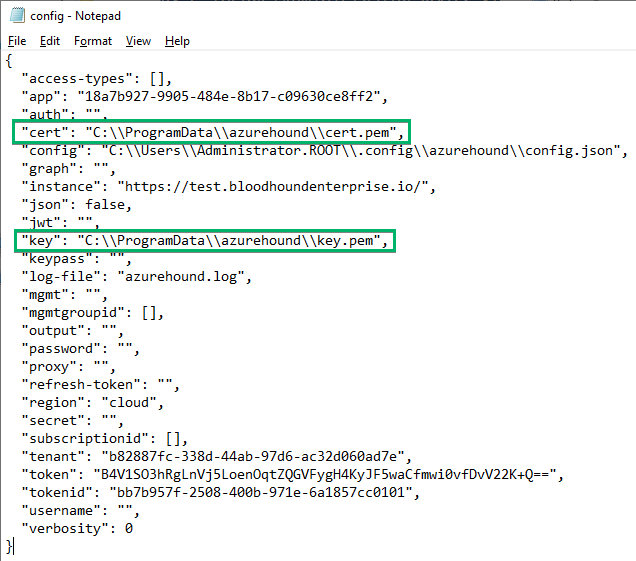 config - Notepad
File Edit Format View Help
{
"access-types": [],
"app": "18a7b927-9905-484e-8b17-c09630ce8ff2",
"auth": "",
"cert": "C:\\ProgramData\\azurehound\\cert.pem",
"config": "C:\\Users\\Administrator.ROOT\\.config\\azurehound\\config.json",
"graph": "",
"instance": "https://test.bloodhoundenterprise.io/",
"json": false,
"jwt": "",
"key": "C:\\ProgramData\\azurehound\\key.pem",
"keypass": "",
"log-file": "azurehound.log",
"mgmt": "",
"mgmtgroupid": [],
"output": "",
"password": "",
"proxy": "",
"refresh-token": "",
"region": "cloud",
"secret": "",
"subscriptionid": [],
"tenant": "b82887fc-338d-44ab-97d6-ac32d060ad7e",
"token": "B4V1SO3hRgLnVj5LoenOqtZQGVFygH4KyJF5waCfmwi0vfDvV22K+Q==",
"tokenid": "bb7b957f-2508-400b-971e-6a1857cc0101",
"username": "",
"verbosity": 0
}